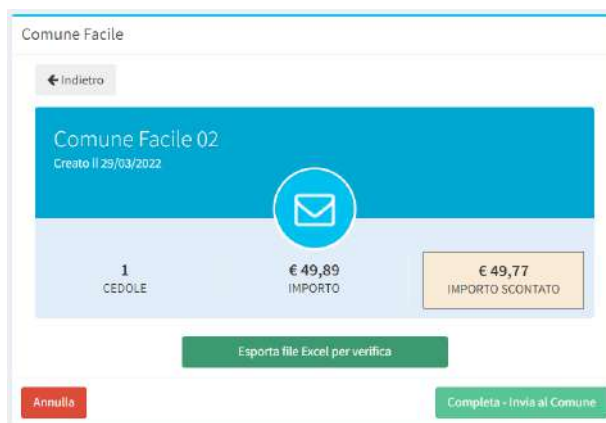 Comune Facile
Indietro
Comune Facile 02
Creato il 29/03/2022
1
CEDOLE
€ 49,89
IMPORTO
€ 49,77
IMPORTO SCONTATO
Esporta file Excel per verifica
Annulla
Completa - Invia al Comune